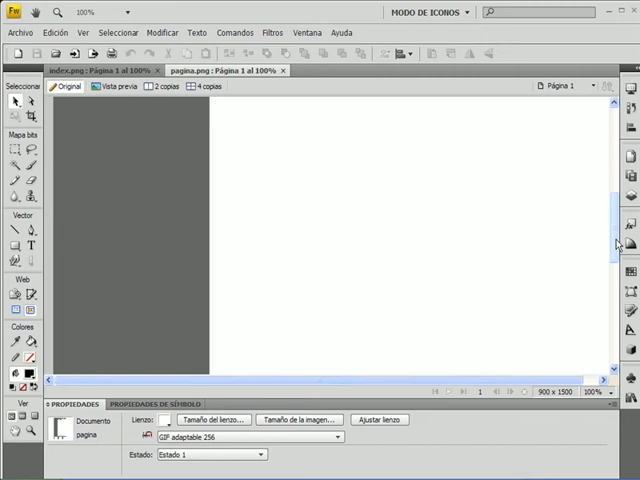 Fw 100% MODO DE ICONOS
Archivo Edición Ver Seleccionar Modificar Texto Comandos Filtros Ventana Ayuda
index.png : Página 1 al 100% pagina.png : Página 1 al 100%
Seleccionar Original Vista previa 2 copias 4 copias Página 1
Mapa bits
Vector
T
Web
Colores
Ver
1 900 x 1500 100%
PROPIEDADES PROPIEDADES DE SÍMBOLO
Documento Lienzo: Tamaño del lienzo... Tamaño de la imagen... Ajustar lienzo
pagina GIF adaptable 256
Estado: Estado 1